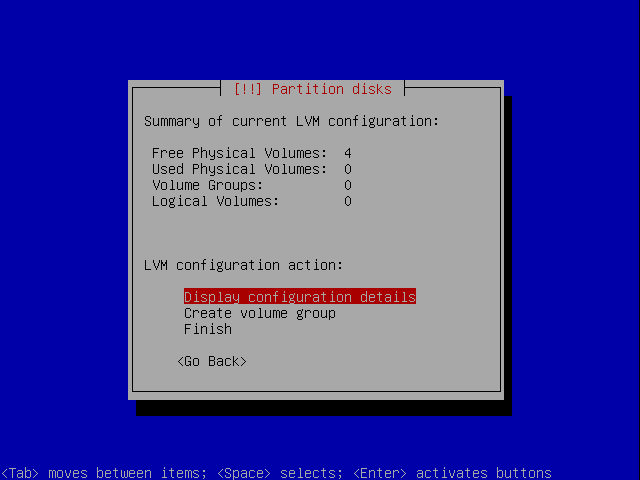 [!!] Partition disks
Summary of current LVM configuration:
Free Physical Volumes: 4
Used Physical Volumes: 0
Volume Groups: 0
Logical Volumes: 0
LVM configuration action:
Display configuration details
Create volume group
Finish
<Go Back>
<Tab> moves between items; <Space> selects; <Enter> activates buttons